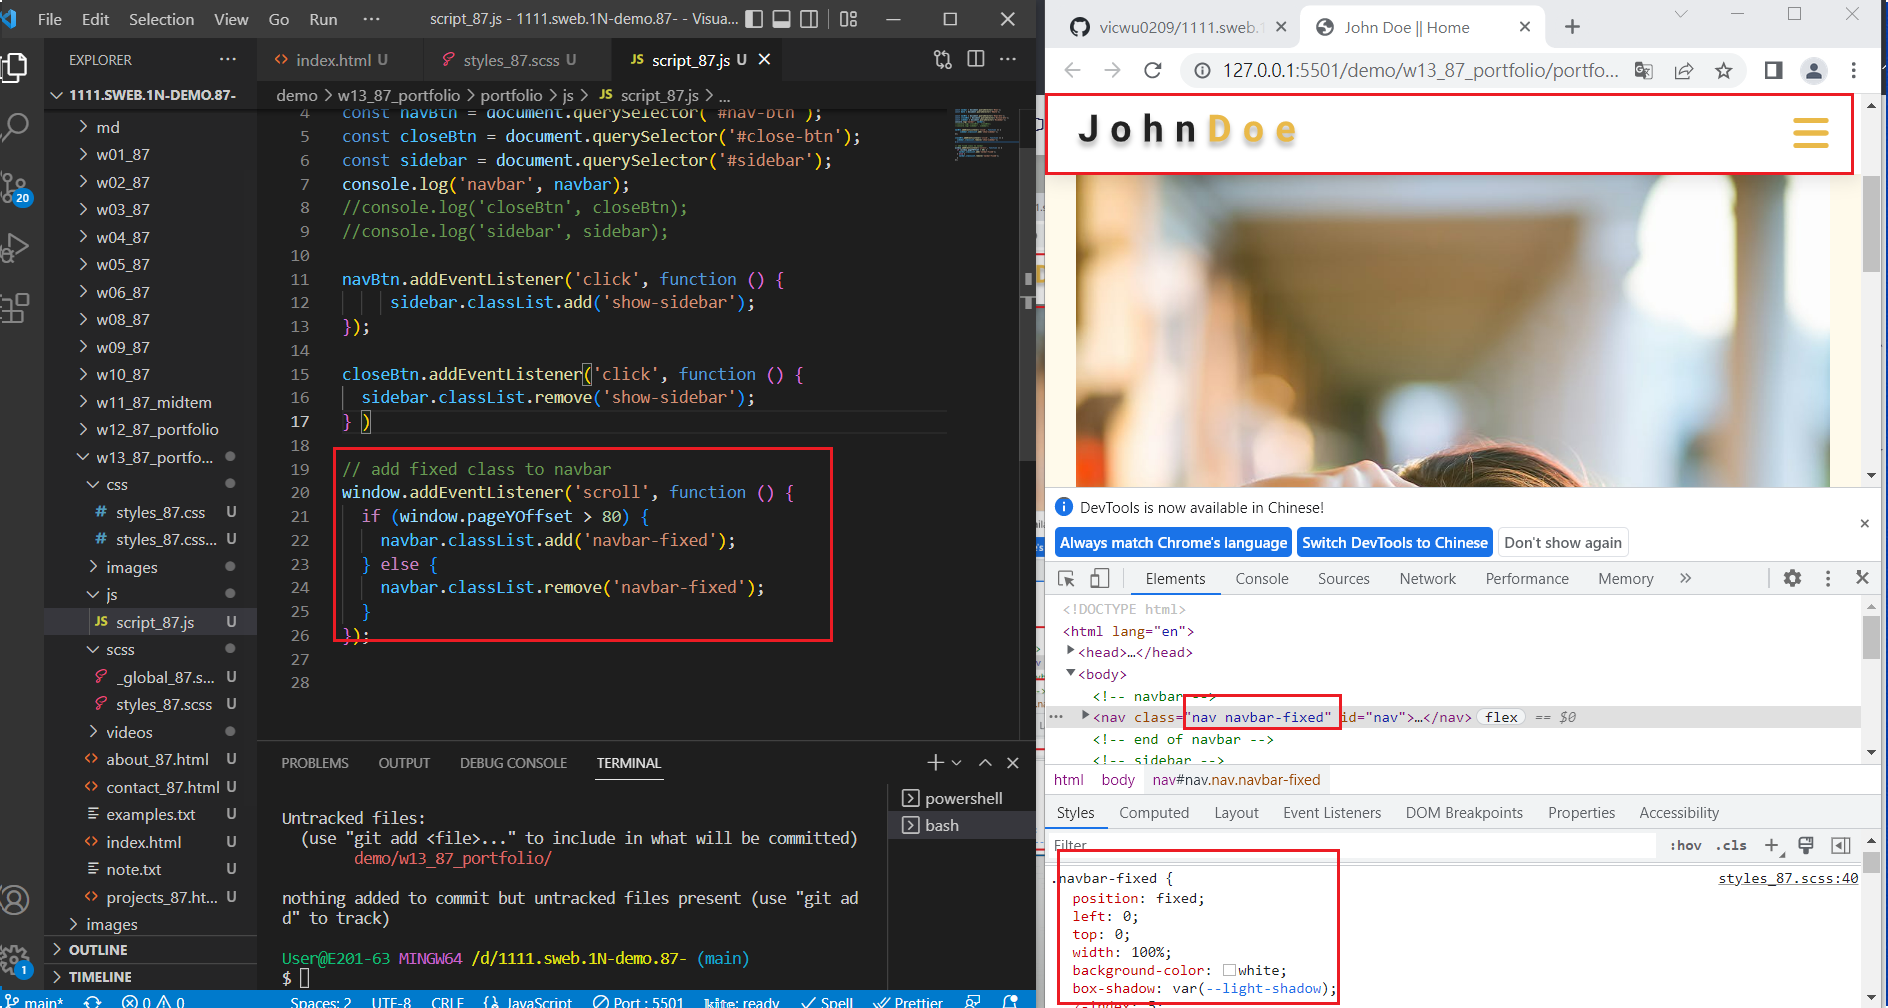 File Edit Selection View Go Run ··· script_87.js - 1111.sweb.1N-demo.87- - Visua...
EXPLORER ···
1111.SWEB.1N-DEMO.87-
md
w01_87
w02_87
w03_87
w04_87
w05_87
w06_87
w08_87
w09_87
w10_87
w11_87_midtem
w12_87_portfolio
w13_87_portfo...
css
# styles_87.css U
# styles_87.css... U
images
js
JS script_87.js U
scss
_global_87.s... U
styles_87.scss U
videos
<> about_87.html U
<> contact_87.html U
examples.txt U
<> index.html U
note.txt U
<> projects_87.ht... U
images
OUTLINE
TIMELINE
20
1
<> index.html U styles_87.scss U JS script_87.js U
demo > w13_87_portfolio > portfolio > js > JS script_87.js > ...
4 const navBtn = document.querySelector('#nav-btn');
5 const closeBtn = document.querySelector('#close-btn');
6 const sidebar = document.querySelector('#sidebar');
7 console.log('navbar', navbar);
8 //console.log('closeBtn', closeBtn);
9 //console.log('sidebar', sidebar);
10
11 navBtn.addEventListener('click', function () {
12 sidebar.classList.add('show-sidebar');
13 });
14
15 closeBtn.addEventListener('click', function () {
16 sidebar.classList.remove('show-sidebar');
17 } )
18
19 // add fixed class to navbar
20 window.addEventListener('scroll', function () {
21 if (window.pageYOffset > 80) {
22 navbar.classList.add('navbar-fixed');
23 } else {
24 navbar.classList.remove('navbar-fixed');
25 }
26 });
27
28
PROBLEMS OUTPUT DEBUG CONSOLE TERMINAL
powershell
bash
Untracked files:
(use "git add <file>..." to include in what will be committed)
demo/w13_87_portfolio/
nothing added to commit but untracked files present (use "git ad
d" to track)
User@E201-63 MINGW64 /d/1111.sweb.1N-demo.87- (main)
$
main* 0 0 Spaces: 2 UTF-8 CRLF {} JavaScript Port : 5501 kite: ready Spell Prettier
vicwu0209/1111.sweb.1 John Doe || Home
127.0.0.1:5501/demo/w13_87_portfolio/portfo...
JohnDoe
DevTools is now available in Chinese!
Always match Chrome's language Switch DevTools to Chinese Don't show again
Elements Console Sources Network Performance Memory
<!DOCTYPE html>
<html lang="en">
<head>…</head>
<body>
<!-- navbar -->
<nav class="nav navbar-fixed" id="nav">…</nav> flex == $0
<!-- end of navbar -->
<!-- sidebar -->
html body nav#nav.nav.navbar-fixed
Styles Computed Layout Event Listeners DOM Breakpoints Properties Accessibility
Filter :hov .cls
.navbar-fixed { styles_87.scss:40
position: fixed;
left: 0;
top: 0;
width: 100%;
background-color: white;
box-shadow: var(--light-shadow);
z-index: 5;